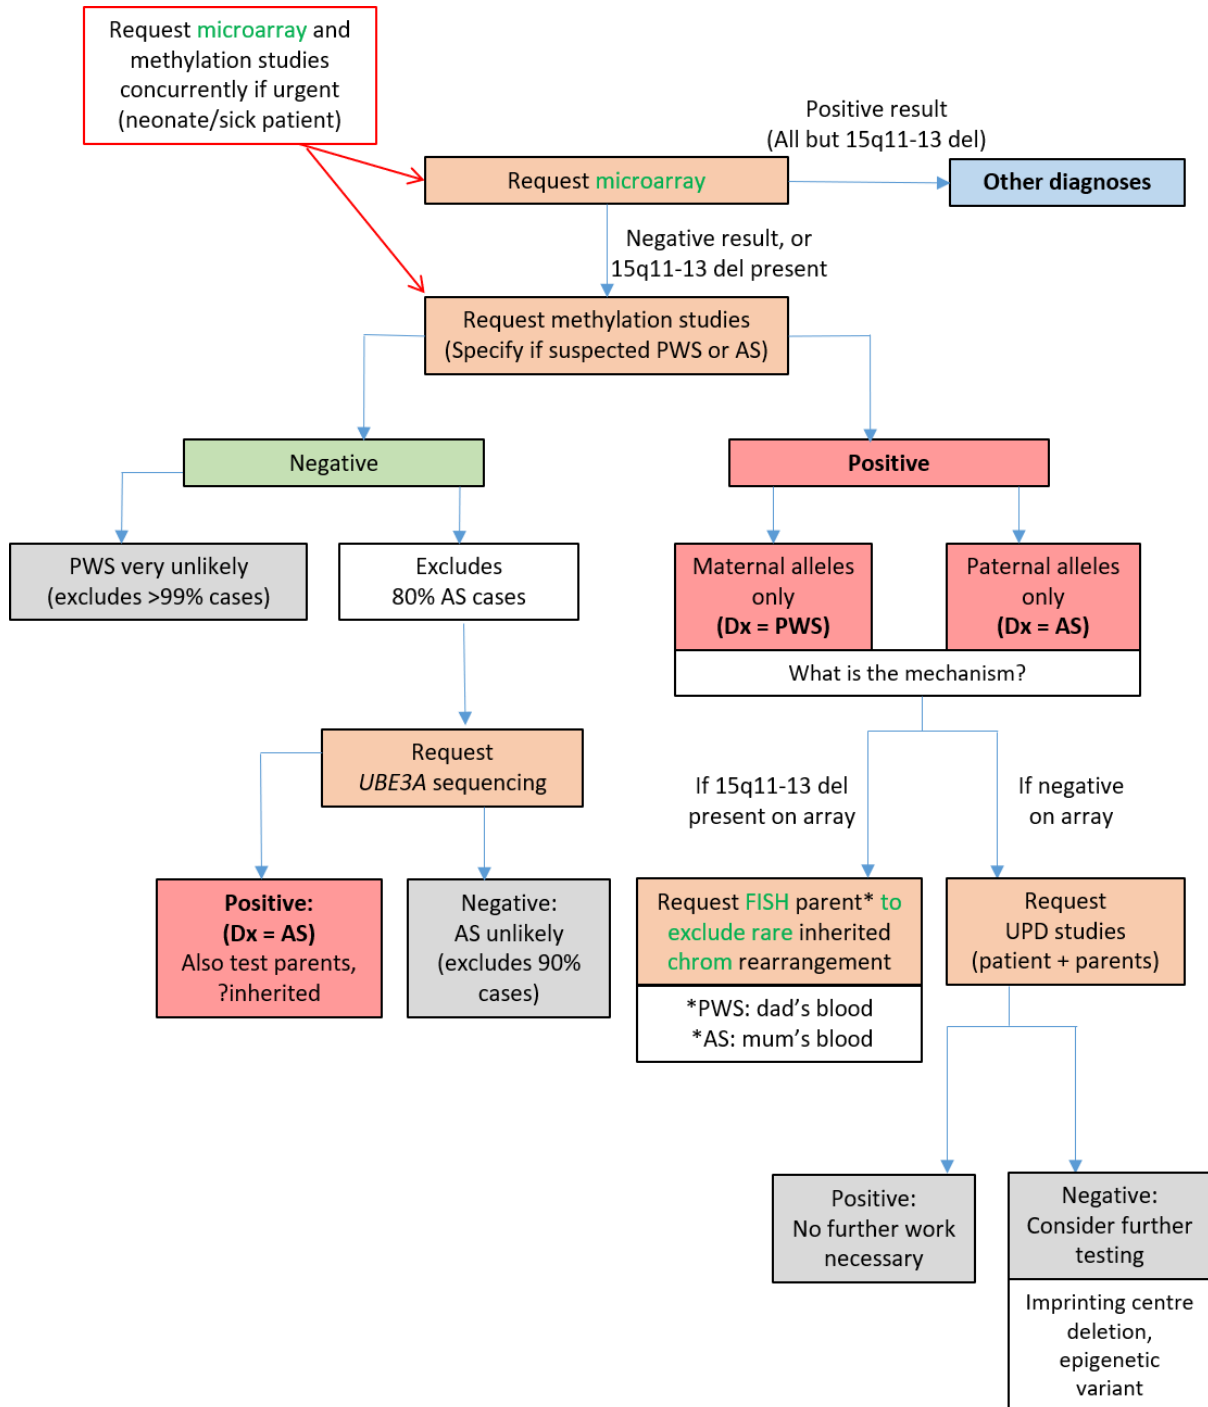 Request microarray and
methylation studies
concurrently if urgent
(neonate/sick patient)
Positive result
(All but 15q11-13 del)
Request microarray
Other diagnoses
Negative result, or
15q11-13 del present
Request methylation studies
(Specify if suspected PWS or AS)
Negative
Positive
PWS very unlikely
(excludes >99% cases)
Excludes
80% AS cases
Maternal alleles
only
(Dx = PWS)
Paternal alleles
only
(Dx = AS)
What is the mechanism?
Request
UBE3A sequencing
If 15q11-13 del
present on array
If negative
on array
Positive:
(Dx = AS)
Also test parents,
?inherited
Negative:
AS unlikely
(excludes 90%
cases)
Request FISH parent* to
exclude rare inherited
chrom rearrangement
*PWS: dad's blood
*AS: mum's blood
Request
UPD studies
(patient + parents)
Positive:
No further work
necessary
Negative:
Consider further
testing
Imprinting centre
deletion,
epigenetic
variant